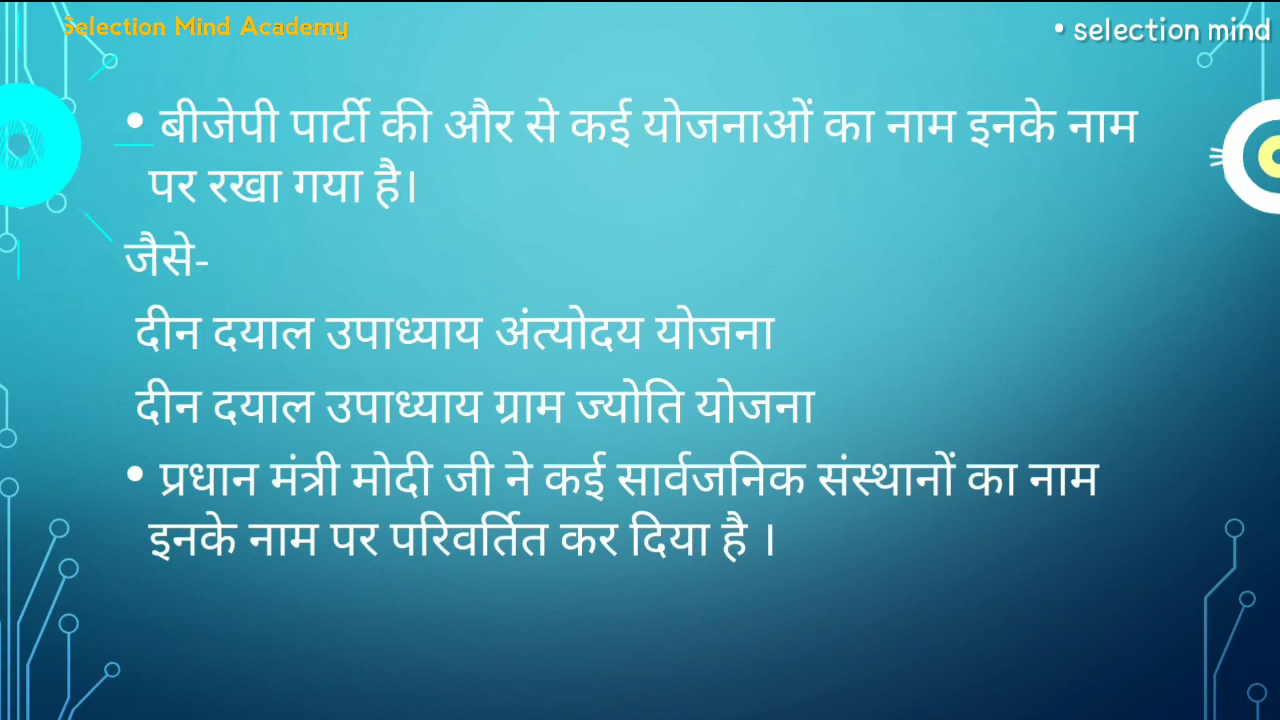 Selection Mind Academy
• selection mind
• बीजेपी पार्टी की और से कई योजनाओं का नाम इनके नाम
पर रखा गया है।
जैसे-
दीन दयाल उपाध्याय अंत्योदय योजना
दीन दयाल उपाध्याय ग्राम ज्योति योजना
• प्रधान मंत्री मोदी जी ने कई सार्वजनिक संस्थानों का नाम
इनके नाम पर परिवर्तित कर दिया है ।